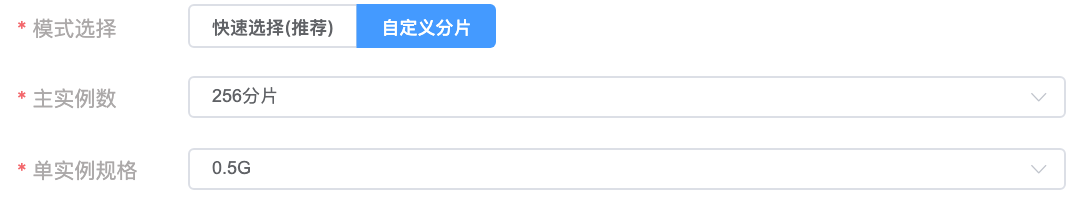 * 模式选择 快速选择(推荐) 自定义分片
* 主实例数 256分片
* 单实例规格 0.5G